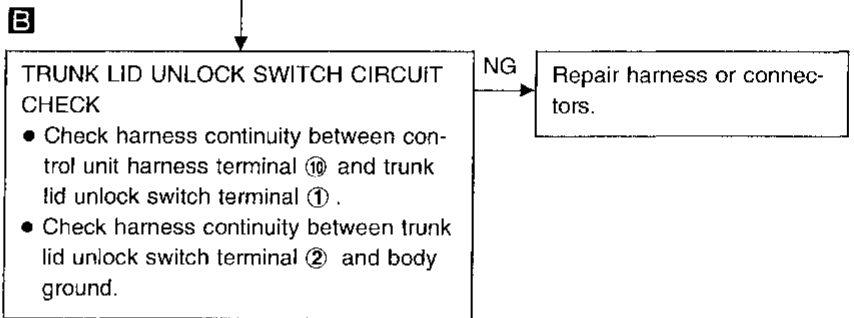 B
TRUNK LID UNLOCK SWITCH CIRCUIT
CHECK
● Check harness continuity between con-
trol unit harness terminal ⑩ and trunk
lid unlock switch terminal ① .
● Check harness continuity between trunk
lid unlock switch terminal ② and body
ground.
NG
Repair harness or connec-
tors.